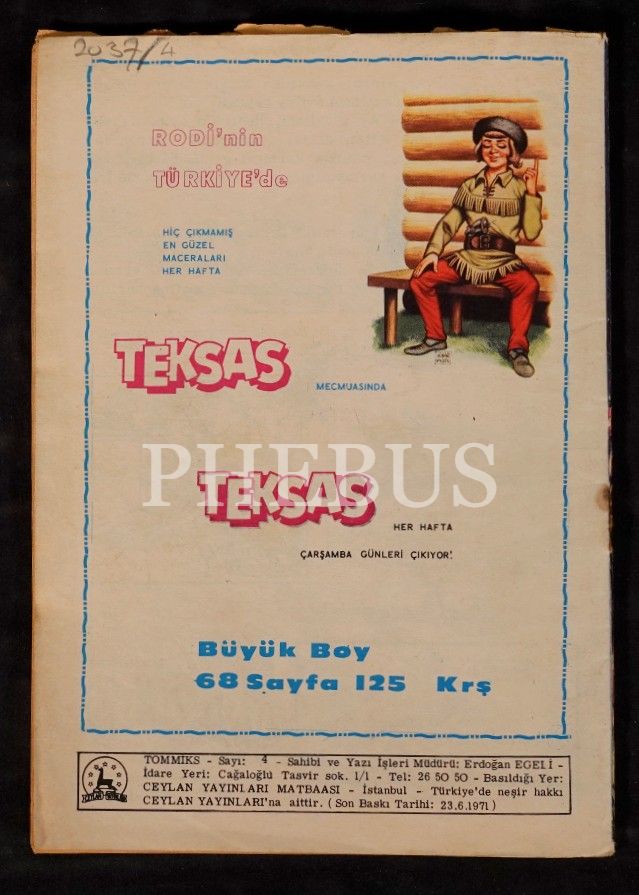 2037/4
RODİ'nin
TÜRKİYE'de
HİÇ ÇIKMAMIŞ
EN GÜZEL
MACERALARI
HER HAFTA
TEKSAS
MECMUASINDA
PHEBUS
TEKSAS
HER HAFTA
ÇARŞAMBA GÜNLERİ ÇIKIYOR!
Büyük Boy
68 Sayfa 125 Krş
TOMMIKS - Sayı: 4 - Sahibi ve Yazı İşleri Müdürü: Erdoğan EGELİ -
İdare Yeri: Cağaloğlu Tasvir sok. 1/1 - Tel: 26 50 50 - Basıldığı Yer:
CEYLAN YAYINLARI MATBAASI - İstanbul - Türkiye'de neşir hakkı
CEYLAN YAYINLARI'na aittir. (Son Baskı Tarihi: 23.6.1971)
CEYLAN YAYINLARI